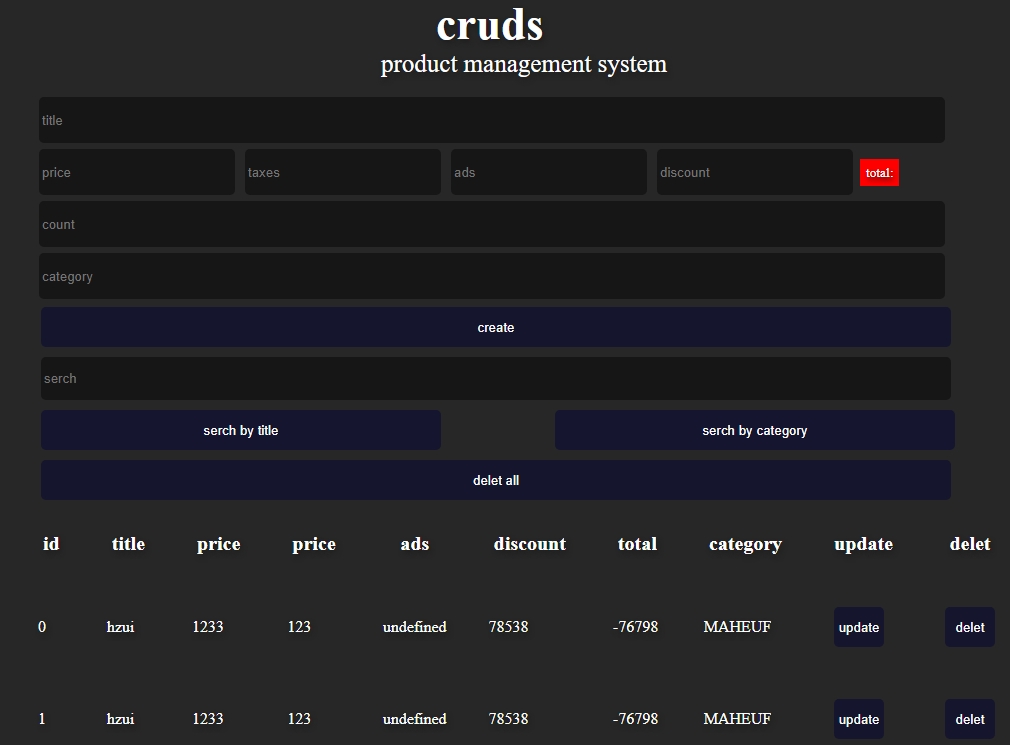 cruds
product management system
title
price taxes ads discount total:
count
category
create
serch
serch by title serch by category
delet all
id title price price ads discount total category update delet
0 hzui 1233 123 undefined 78538 -76798 MAHEUF update delet
1 hzui 1233 123 undefined 78538 -76798 MAHEUF update delet